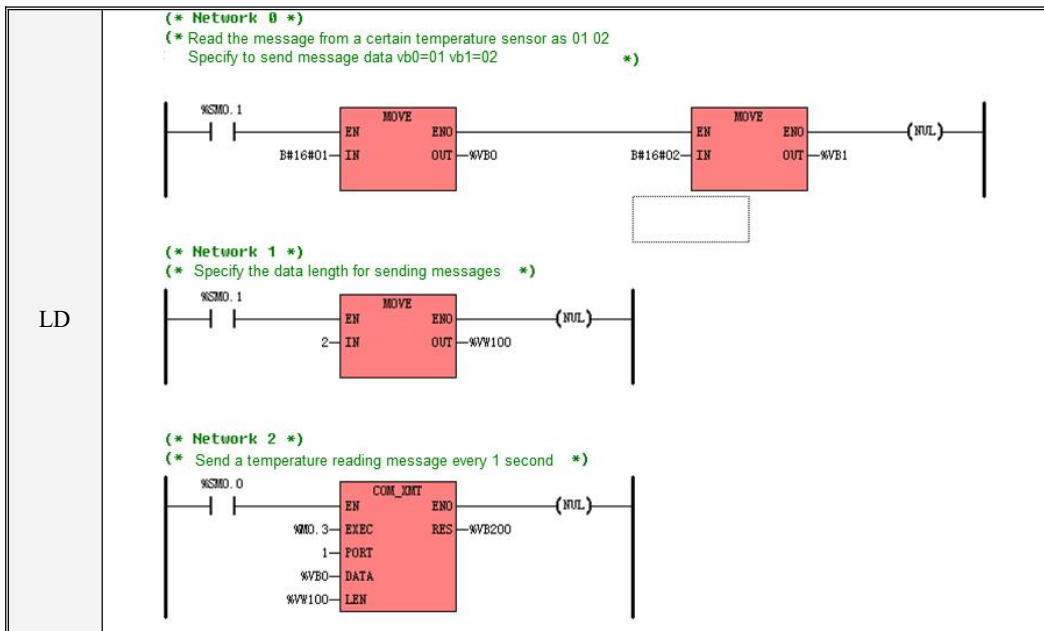 LD
(* Network 0 *)
(* Read the message from a certain temperature sensor as 01 02
Specify to send message data vb0=01 vb1=02 *)
%SM0.1
MOVE
EN ENO
B#16#01 IN OUT %VB0
MOVE
EN ENO
B#16#02 IN OUT %VB1
(NUL)
(* Network 1 *)
(* Specify the data length for sending messages *)
%SM0.1
MOVE
EN ENO
2 IN OUT %VW100
(NUL)
(* Network 2 *)
(* Send a temperature reading message every 1 second *)
%SM0.0
COM_XMT
EN ENO
(NUL)
%SM0.3 EXEC RES %VB200
1 PORT
%VB0 DATA
%VW100 LEN